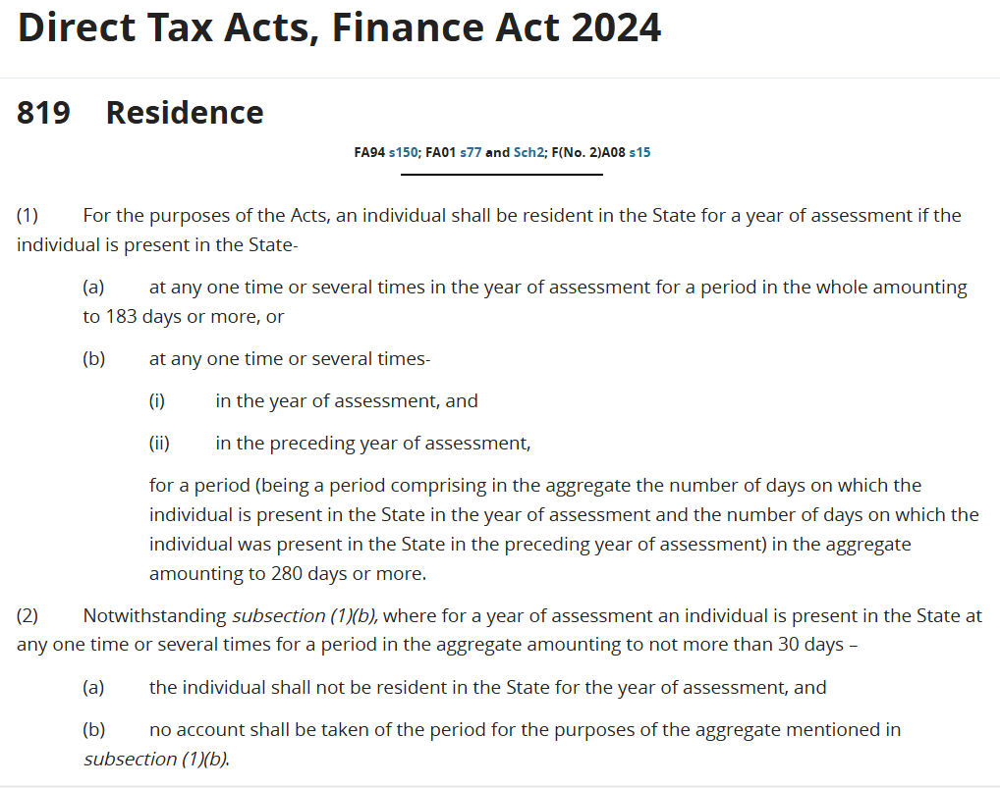 Direct Tax Acts, Finance Act 2024
819 Residence
FA94 s150; FA01 s77 and Sch2; F(No. 2)A08 s15
(1) For the purposes of the Acts, an individual shall be resident in the State for a year of assessment if the
individual is present in the State-
(a) at any one time or several times in the year of assessment for a period in the whole amounting
to 183 days or more, or
(b) at any one time or several times-
(i) in the year of assessment, and
(ii) in the preceding year of assessment,
for a period (being a period comprising in the aggregate the number of days on which the
individual is present in the State in the year of assessment and the number of days on which the
individual was present in the State in the preceding year of assessment) in the aggregate
amounting to 280 days or more.
(2) Notwithstanding subsection (1)(b), where for a year of assessment an individual is present in the State at
any one time or several times for a period in the aggregate amounting to not more than 30 days –
(a) the individual shall not be resident in the State for the year of assessment, and
(b) no account shall be taken of the period for the purposes of the aggregate mentioned in
subsection (1)(b).